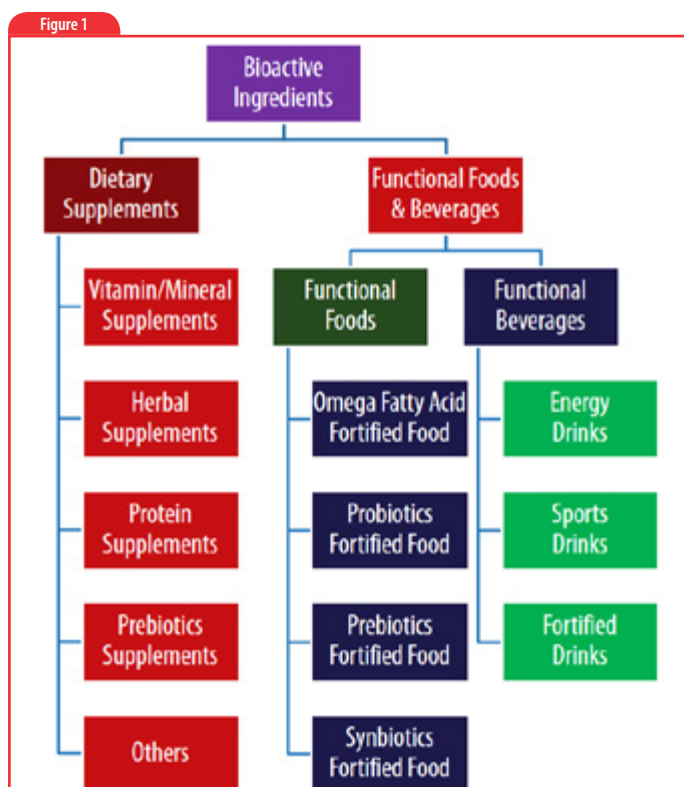 Figure 1
Bioactive
Ingredients
Dietary
Supplements
Functional Foods
& Beverages
Vitamin/Mineral
Supplements
Functional
Foods
Functional
Beverages
Herbal
Supplements
Omega Fatty Acid
Fortified Food
Energy
Drinks
Protein
Supplements
Probiotics
Fortified Food
Sports
Drinks
Prebiotics
Supplements
Prebiotics
Fortified Food
Fortified
Drinks
Others
Synbiotics
Fortified Food